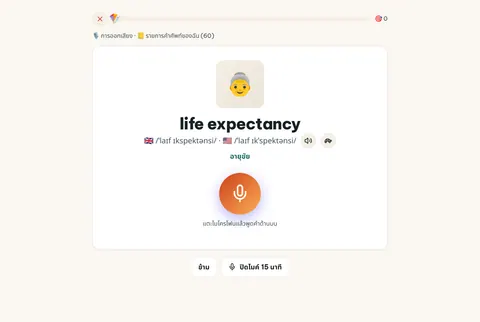 0
การออกเสียง · รายการคำศัพท์ของฉัน (60)
life expectancy
/ˈlaɪf ɪkspektənsi/ · /ˈlaɪf ɪkˈspektənsi/
อายุขัย
แตะไมโครโฟนแล้วพูดคำด้านบน
ข้าม
ปิดไมค์ 15 นาที